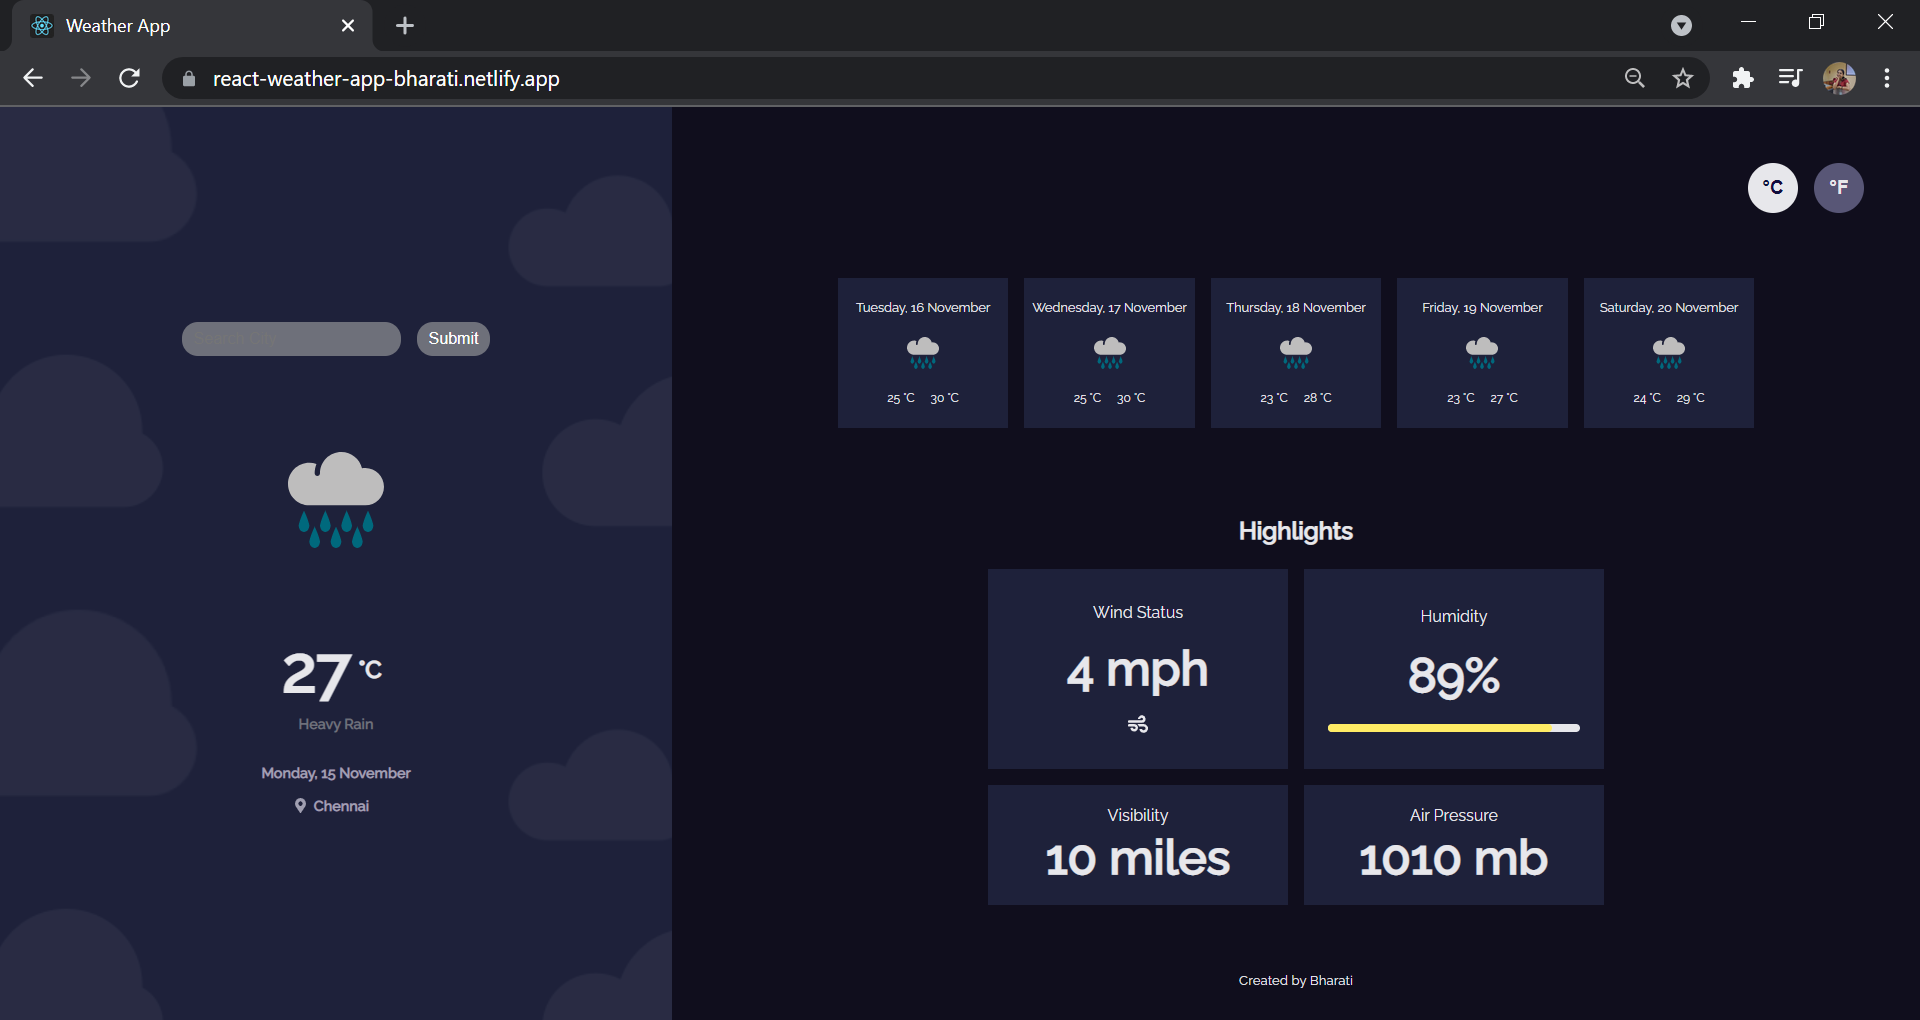 Weather App
react-weather-app-bharati.netlify.app
°C °F
Submit
27 °C
Heavy Rain
Monday, 15 November
Chennai
Tuesday, 16 November
25 °C 30 °C
Wednesday, 17 November
25 °C 30 °C
Thursday, 18 November
23 °C 28 °C
Friday, 19 November
23 °C 27 °C
Saturday, 20 November
24 °C 29 °C
Highlights
Wind Status
4 mph
Humidity
89%
Visibility
10 miles
Air Pressure
1010 mb
Created by Bharati